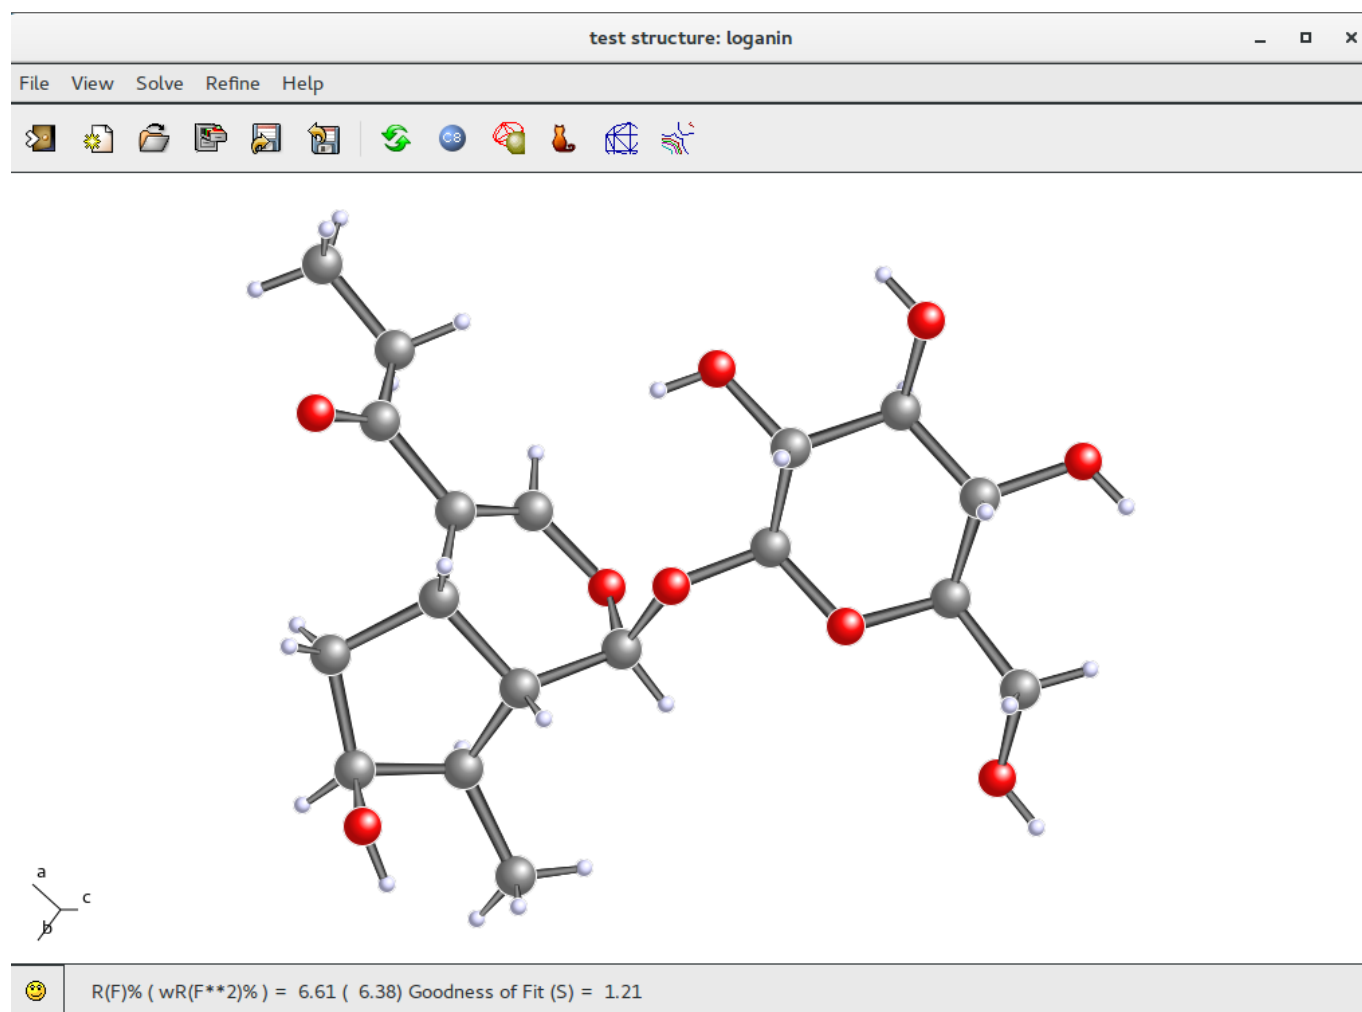 test structure: loganin
File View Solve Refine Help
C8
a
c
b
R(F)% ( wR(F**2)% ) = 6.61 ( 6.38) Goodness of Fit (S) = 1.21